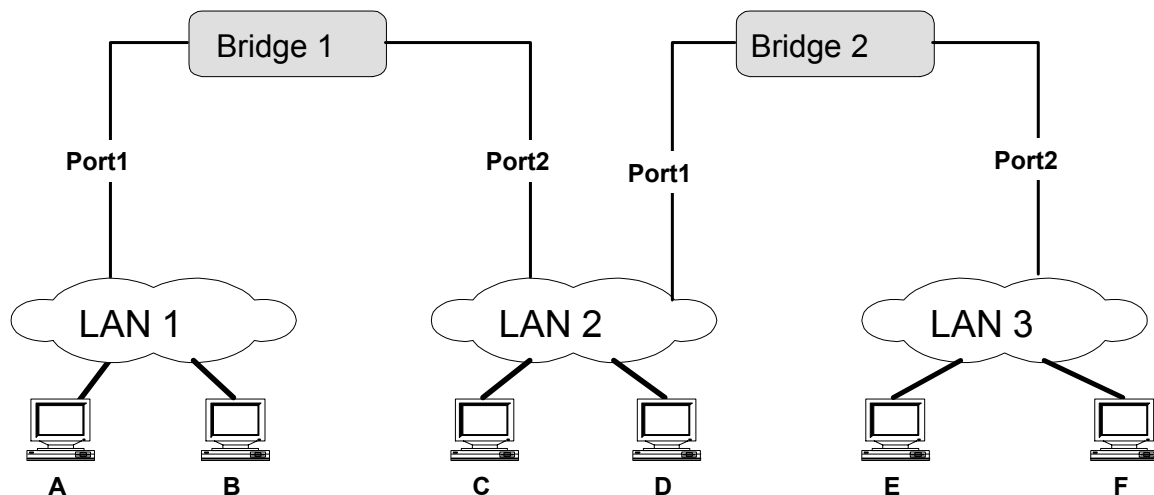 Bridge 1
Bridge 2
Port1
Port2
Port1
Port2
LAN 1
LAN 2
LAN 3
A
B
C
D
E
F